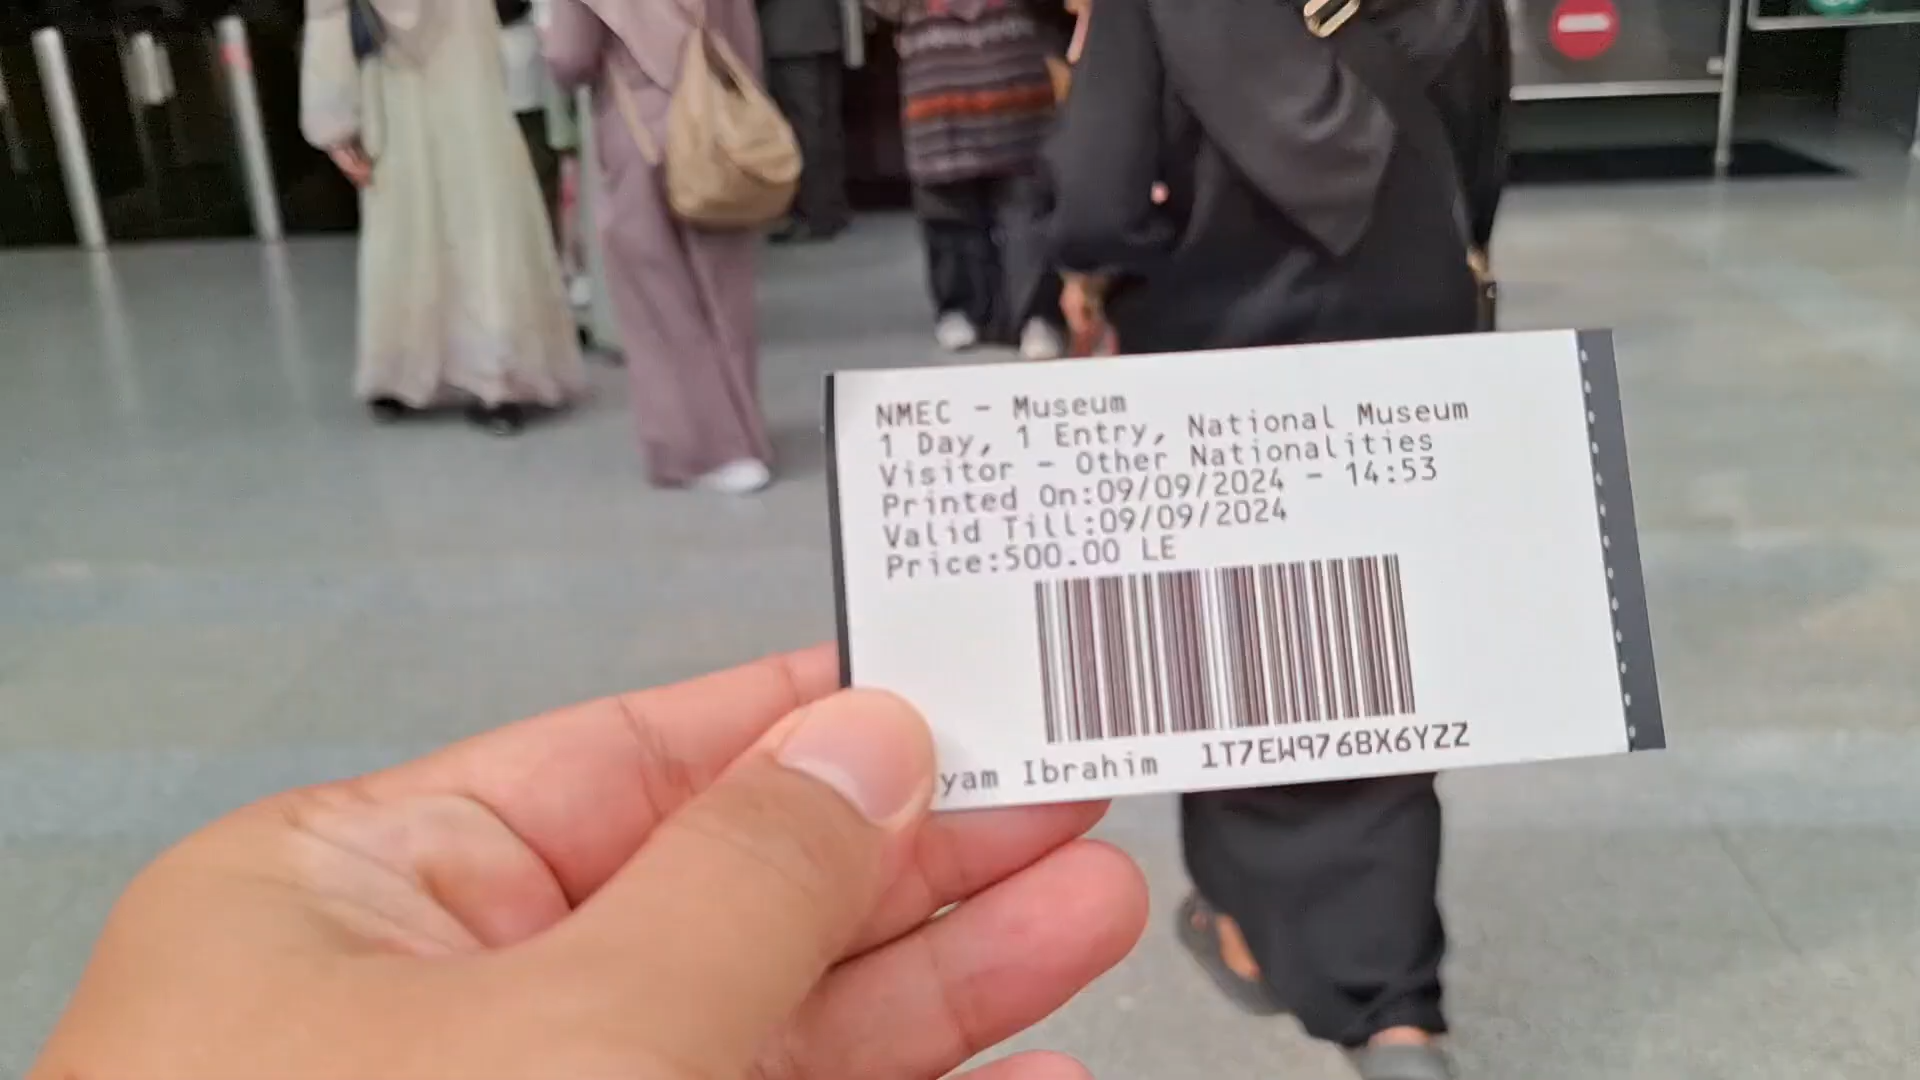 NMEC - Museum
1 Day, 1 Entry, National Museum
Visitor - Other Nationalities
Printed On:09/09/2024 - 14:53
Valid Till:09/09/2024
Price:500.00 LE
yam Ibrahim 1T7EW976BX6YZZ